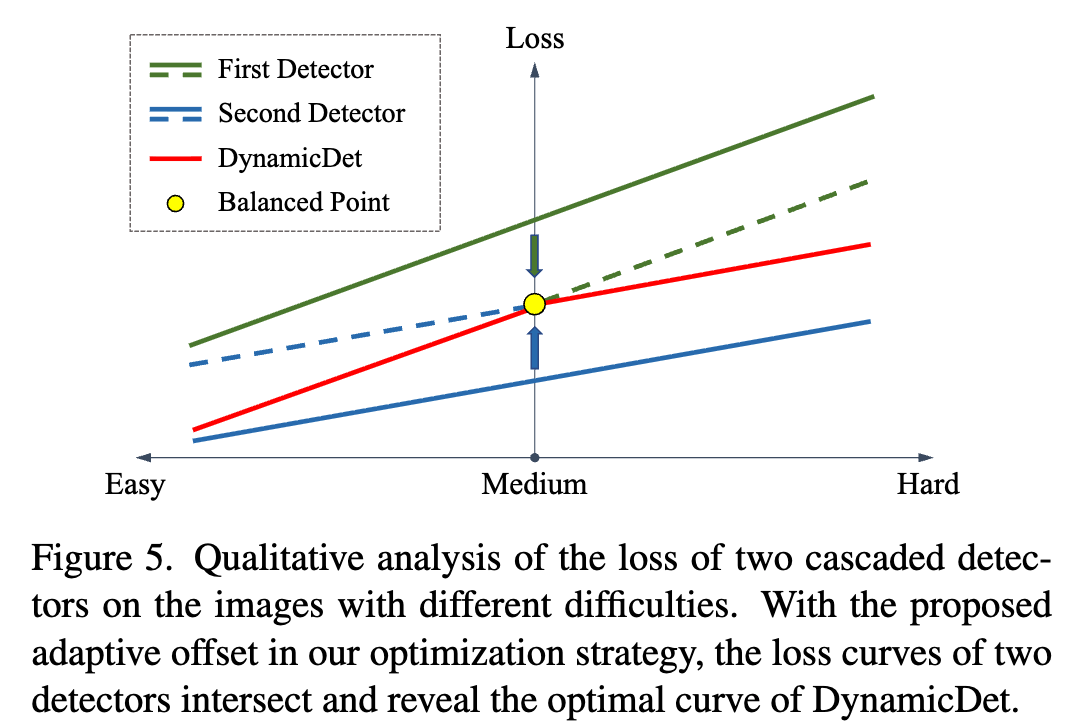 Loss
First Detector
Second Detector
DynamicDet
Balanced Point
Easy
Medium
Hard
Figure 5. Qualitative analysis of the loss of two cascaded detec-
tors on the images with different difficulties. With the proposed
adaptive offset in our optimization strategy, the loss curves of two
detectors intersect and reveal the optimal curve of DynamicDet.